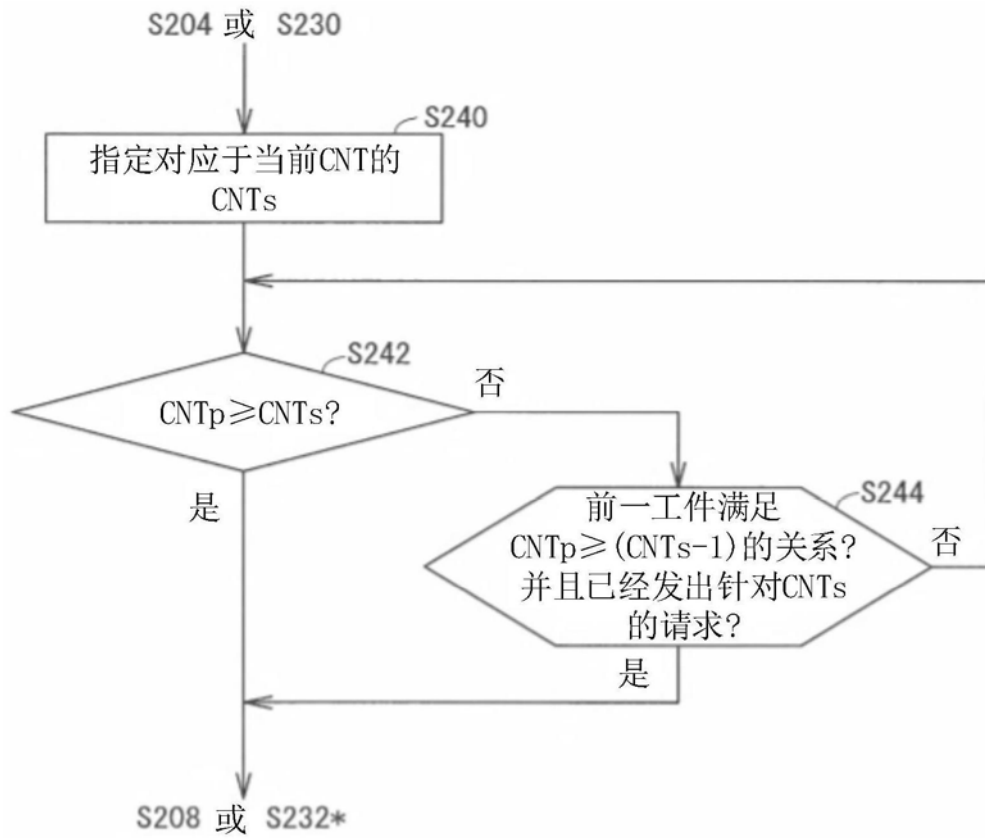 S204 或 S230
S240
指定对应于当前CNT的
CNTs
S242
CNTp≥CNTs?
否
是
S244
前一工件满足
CNTp≥(CNTs-1)的关系?
并且已经发出针对CNTs
的请求?
否
是
S208 或 S232*